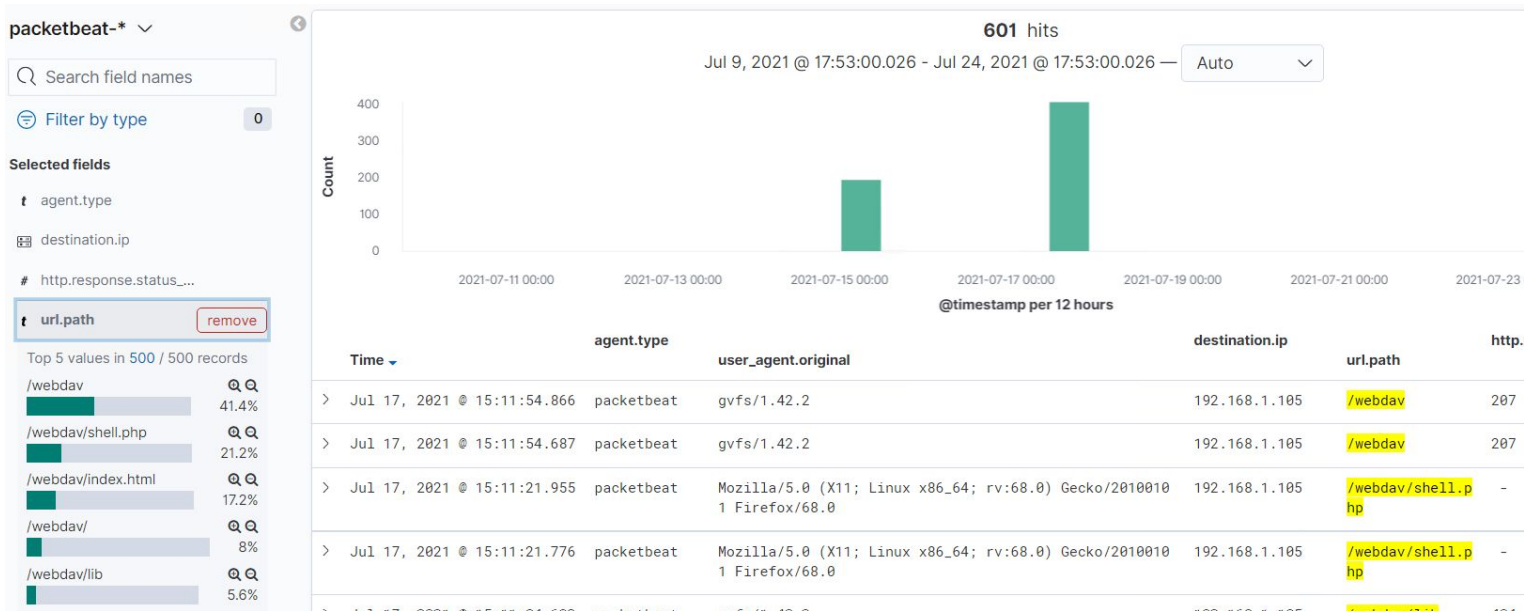 packetbeat-*
Search field names
Filter by type 0
Selected fields
t agent.type
destination.ip
# http.response.status_...
t url.path remove
Top 5 values in 500 / 500 records
/webdav
41.4%
/webdav/shell.php
21.2%
/webdav/index.html
17.2%
/webdav/
8%
/webdav/lib
5.6%
601 hits
Jul 9, 2021 @ 17:53:00.026 - Jul 24, 2021 @ 17:53:00.026 — Auto
Count
400
300
200
100
0
2021-07-11 00:00 2021-07-13 00:00 2021-07-15 00:00 2021-07-17 00:00 2021-07-19 00:00 2021-07-21 00:00 2021-07-23
@timestamp per 12 hours
Time agent.type user_agent.original destination.ip url.path http.
Jul 17, 2021 @ 15:11:54.866 packetbeat gvfs/1.42.2 192.168.1.105 /webdav 207
Jul 17, 2021 @ 15:11:54.687 packetbeat gvfs/1.42.2 192.168.1.105 /webdav 207
Jul 17, 2021 @ 15:11:21.955 packetbeat Mozilla/5.0 (X11; Linux x86_64; rv:68.0) Gecko/2010010 192.168.1.105 /webdav/shell.p -
1 Firefox/68.0 hp
Jul 17, 2021 @ 15:11:21.776 packetbeat Mozilla/5.0 (X11; Linux x86_64; rv:68.0) Gecko/2010010 192.168.1.105 /webdav/shell.p -
1 Firefox/68.0 hp